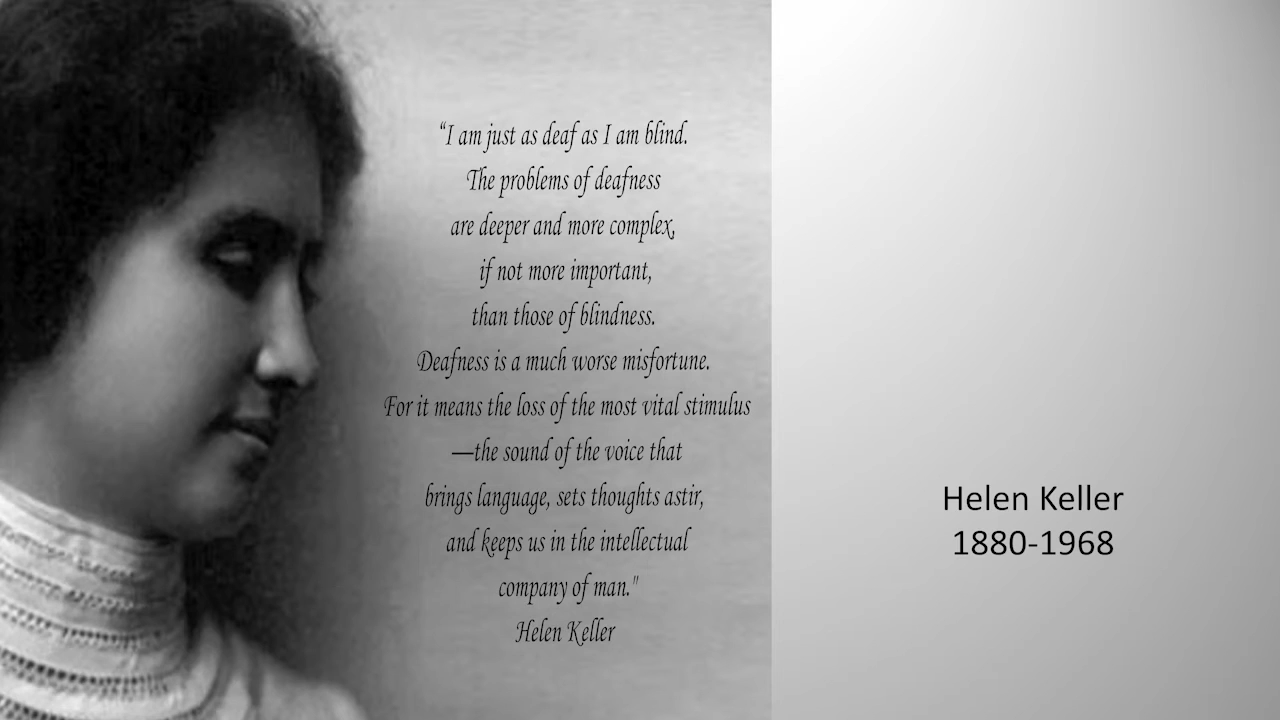 “I am just as deaf as I am blind.
The problems of deafness
are deeper and more complex,
if not more important,
than those of blindness.
Deafness is a much worse misfortune.
For it means the loss of the most vital stimulus
—the sound of the voice that
brings language, sets thoughts astir,
and keeps us in the intellectual
company of man."
Helen Keller
Helen Keller
1880-1968